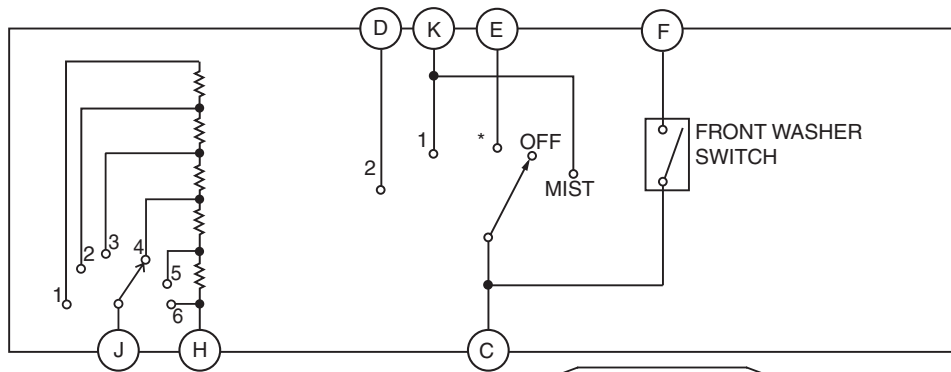 D K E F
* OFF
1
FRONT WASHER
SWITCH
2
MIST
4
3
2
5
1
6
J H C